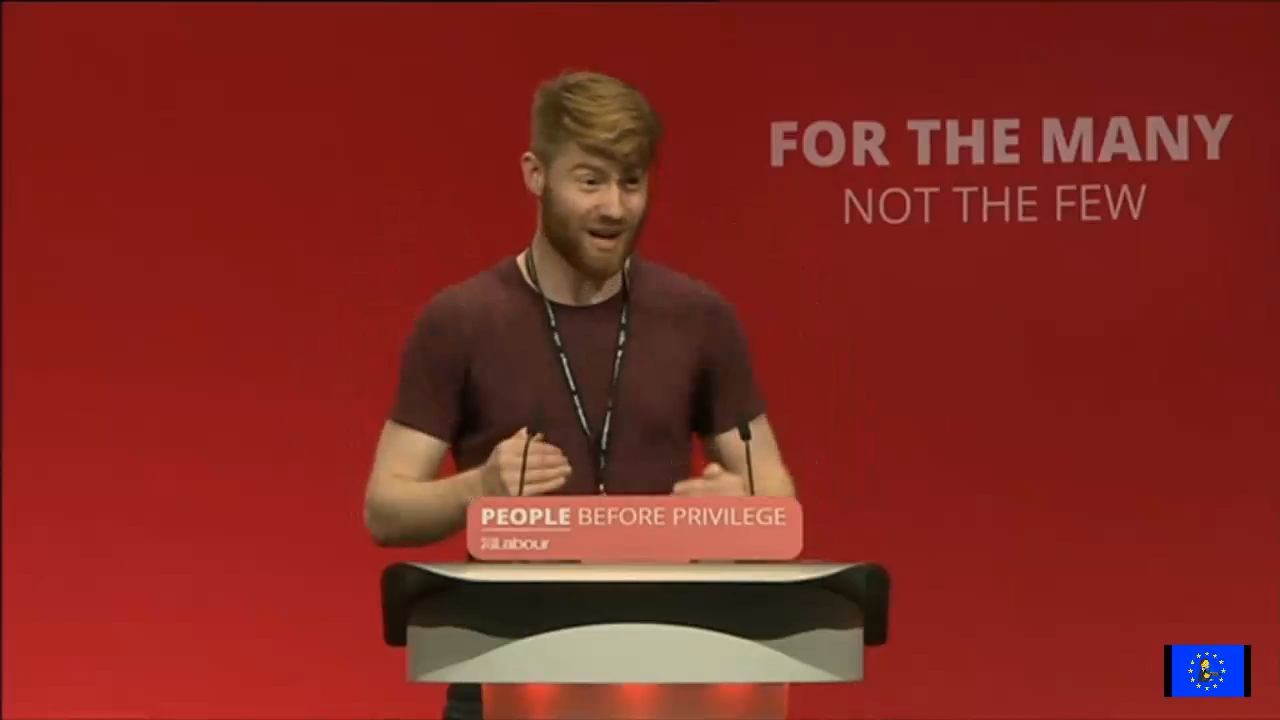 FOR THE MANY
NOT THE FEW
PEOPLE BEFORE PRIVILEGE
Labour